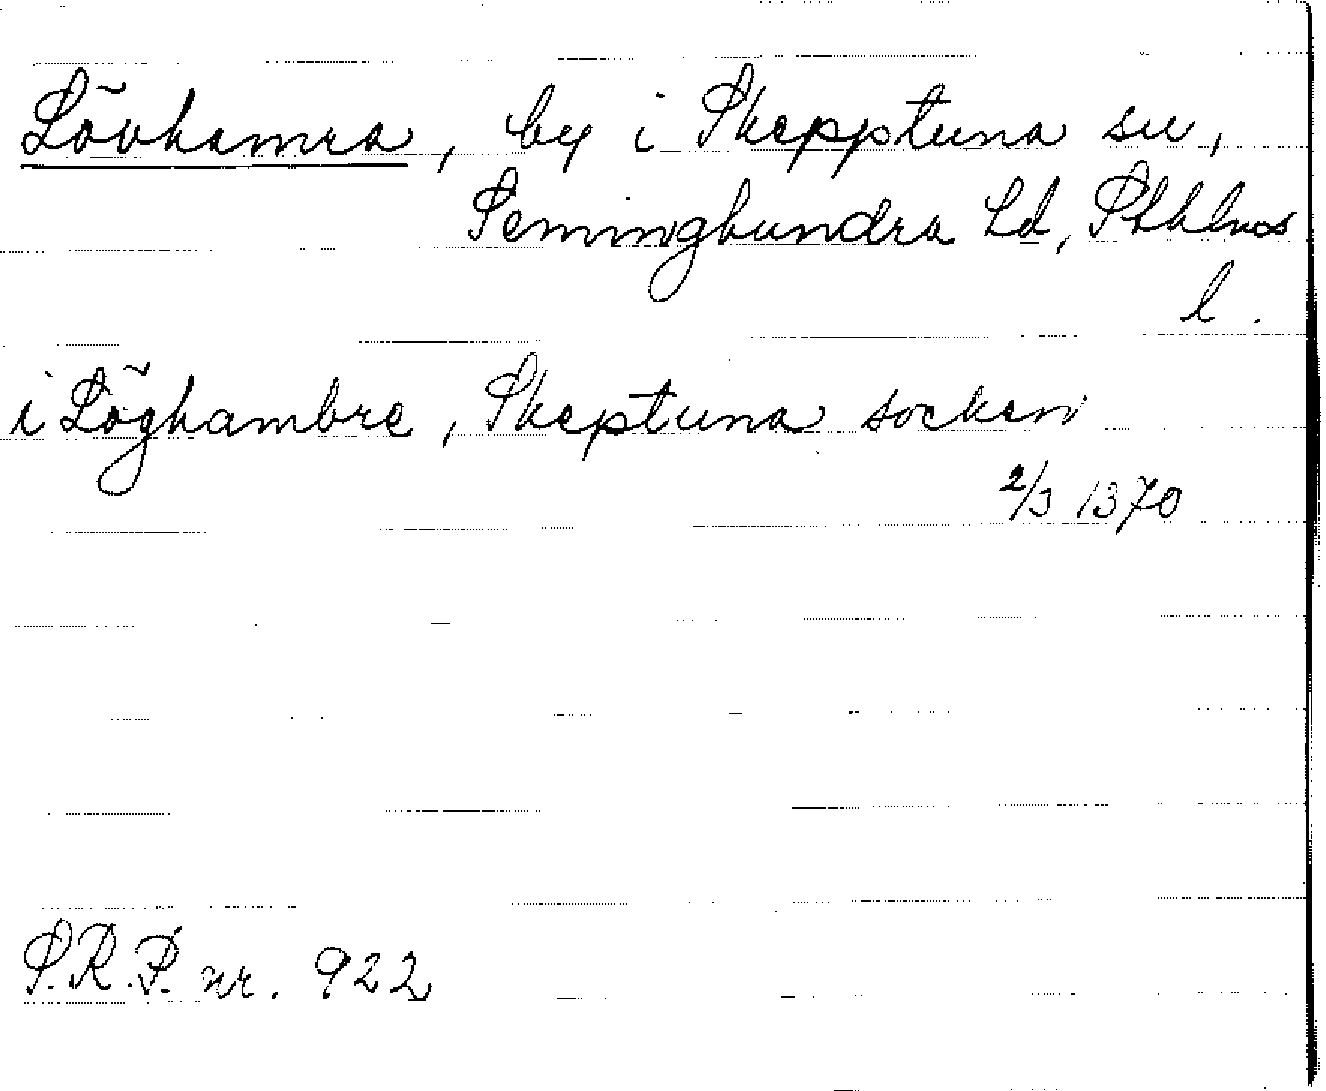 Lövhamra, by i Skepptuna sn,
Seminghundra hd, Sthlms
l.
i Löghambre, Skeptuna socken
2/3 1370
S.R.P. nr. 922